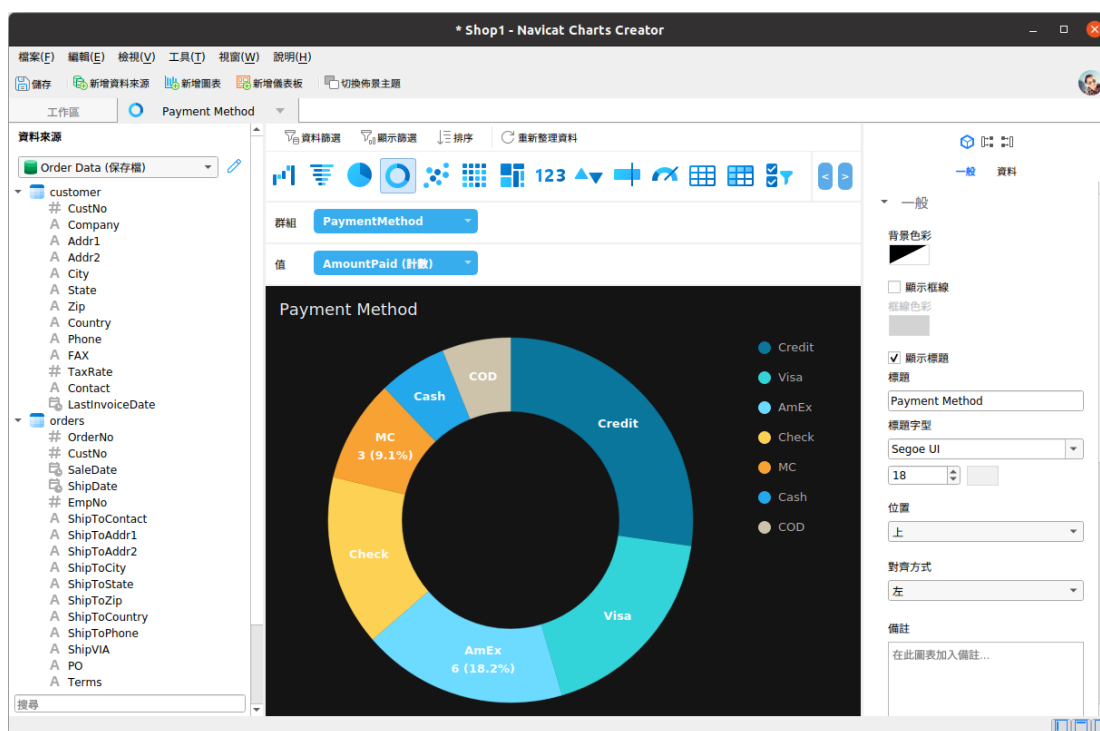 * Shop1 - Navicat Charts Creator
檔案(F) 編輯(E) 檢視(V) 工具(T) 視窗(W) 說明(H)
儲存 新增資料來源 新增圖表 新增儀表板 切換佈景主題
工作區 Payment Method
資料來源
Order Data (保存檔)
customer
# CustNo
A Company
A Addr1
A Addr2
A City
A State
A Zip
A Country
A Phone
A FAX
# TaxRate
A Contact
LastInvoiceDate
orders
# OrderNo
# CustNo
SaleDate
ShipDate
# EmpNo
A ShipToContact
A ShipToAddr1
A ShipToAddr2
A ShipToCity
A ShipToState
A ShipToZip
A ShipToCountry
A ShipToPhone
A ShipVIA
A PO
A Terms
搜尋
資料篩選 顯示篩選 排序 重新整理資料
123 < >
群組 PaymentMethod
值 AmountPaid (計數)
Payment Method
Credit
Visa
AmEx
6 (18.2%)
Check
MC
3 (9.1%)
Cash
COD
Credit
Visa
AmEx
Check
MC
Cash
COD
一般 資料
一般
背景色彩
顯示框線
框線色彩
顯示標題
標題
Payment Method
標題字型
Segoe UI
18
位置
上
對齊方式
左
備註
在此圖表加入備註...